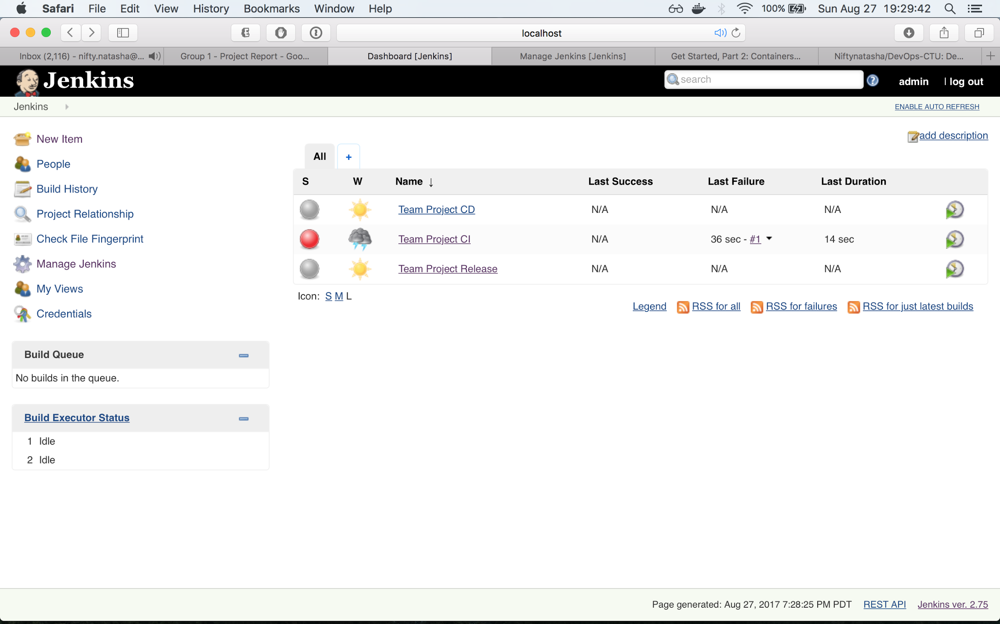 Safari File Edit View History Bookmarks Window Help 100% Sun Aug 27 19:29:42
localhost
Inbox (2,116) - nifty.natasha@... Group 1 - Project Report - Goo... Dashboard [Jenkins] Manage Jenkins [Jenkins] Get Started, Part 2: Containers... Niftynatasha/DevOps-CTU: De... +
Jenkins search ? admin | log out
Jenkins ENABLE AUTO REFRESH
New Item
People
Build History
Project Relationship
Check File Fingerprint
Manage Jenkins
My Views
Credentials
Build Queue
No builds in the queue.
Build Executor Status
1 Idle
2 Idle
add description
All +
S W Name ↓ Last Success Last Failure Last Duration
Team Project CD N/A N/A N/A
Team Project CI N/A 36 sec - #1 14 sec
Team Project Release N/A N/A N/A
Icon: S M L
Legend RSS for all RSS for failures RSS for just latest builds
Page generated: Aug 27, 2017 7:28:25 PM PDT REST API Jenkins ver. 2.75